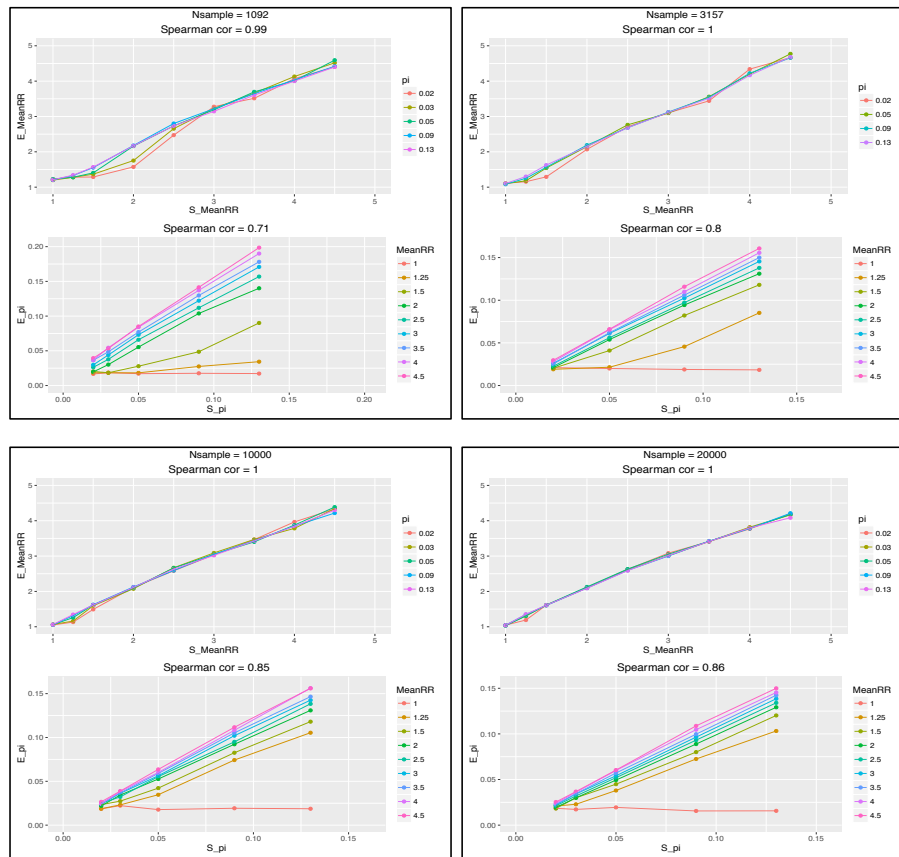 Nsample = 1092
Spearman cor = 0.99
E_MeanRR
5
4
3
2
1
1 2 3 4 5
S_MeanRR
pi
0.02
0.03
0.05
0.09
0.13
Spearman cor = 0.71
E_pi
0.20
0.15
0.10
0.05
0.00
0.00 0.05 0.10 0.15 0.20
S_pi
MeanRR
1
1.25
1.5
2
2.5
3
3.5
4
4.5
Nsample = 3157
Spearman cor = 1
E_MeanRR
5
4
3
2
1
1 2 3 4 5
S_MeanRR
pi
0.02
0.05
0.09
0.13
Spearman cor = 0.8
E_pi
0.15
0.10
0.05
0.00
0.00 0.05 0.10 0.15
S_pi
MeanRR
1
1.25
1.5
2
2.5
3
3.5
4
4.5
Nsample = 10000
Spearman cor = 1
E_MeanRR
5
4
3
2
1
1 2 3 4 5
S_MeanRR
pi
0.02
0.03
0.05
0.09
0.13
Spearman cor = 0.85
E_pi
0.15
0.10
0.05
0.00
0.00 0.05 0.10 0.15
S_pi
MeanRR
1
1.25
1.5
2
2.5
3
3.5
4
4.5
Nsample = 20000
Spearman cor = 1
E_MeanRR
5
4
3
2
1
1 2 3 4 5
S_MeanRR
pi
0.02
0.03
0.05
0.09
0.13
Spearman cor = 0.86
E_pi
0.15
0.10
0.05
0.00
0.00 0.05 0.10 0.15
S_pi
MeanRR
1
1.25
1.5
2
2.5
3
3.5
4
4.5